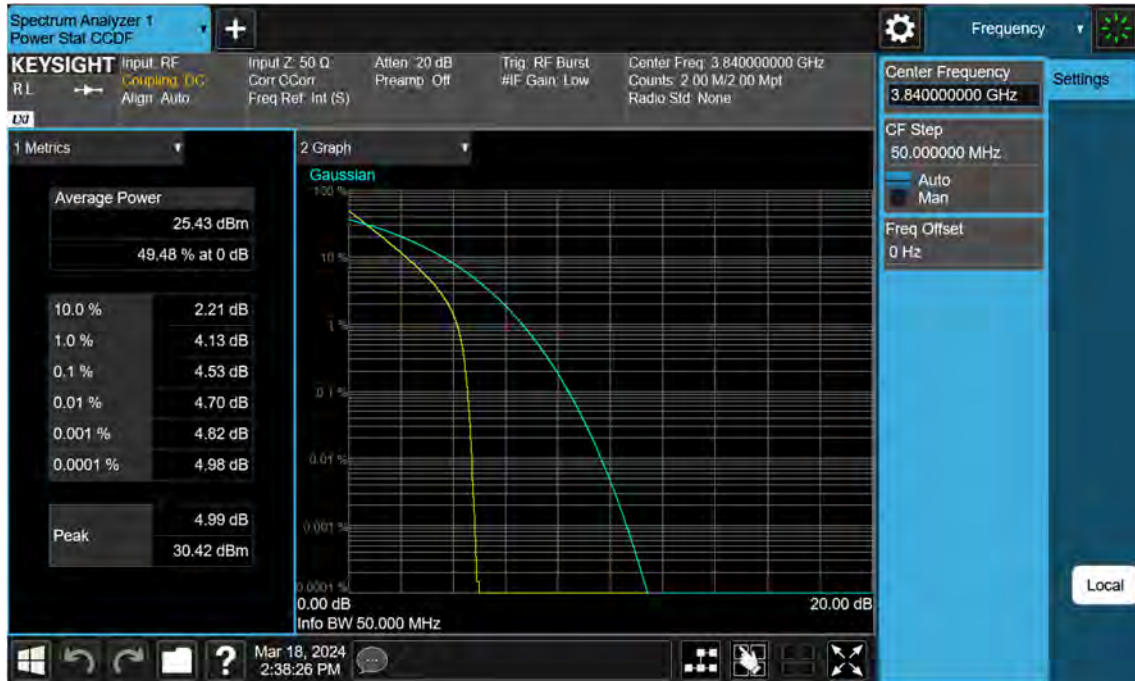 Spectrum Analyzer 1
Power Stat CCDF
Frequency
KEYSIGHT
RL
LXI
Input: RF
Coupling: DC
Align: Auto
Input Z: 50 Ω
Corr CCorr
Freq Ref: Int (S)
Atten: 20 dB
Preamp: Off
Trig: RF Burst
#IF Gain: Low
Center Freq: 3.840000000 GHz
Counts: 2.00 M/2.00 Mpt
Radio Std: None
Center Frequency
3.840000000 GHz
Settings
CF Step
50.000000 MHz
Auto
Man
Freq Offset
0 Hz
Local
1 Metrics
Average Power
25.43 dBm
49.48 % at 0 dB
10.0 % 2.21 dB
1.0 % 4.13 dB
0.1 % 4.53 dB
0.01 % 4.70 dB
0.001 % 4.82 dB
0.0001 % 4.98 dB
Peak
4.99 dB
30.42 dBm
2 Graph
Gaussian
100 %
10 %
1 %
0.1 %
0.01 %
0.001 %
0.0001 %
0.00 dB 20.00 dB
Info BW 50.000 MHz
Mar 18, 2024
2:38:26 PM